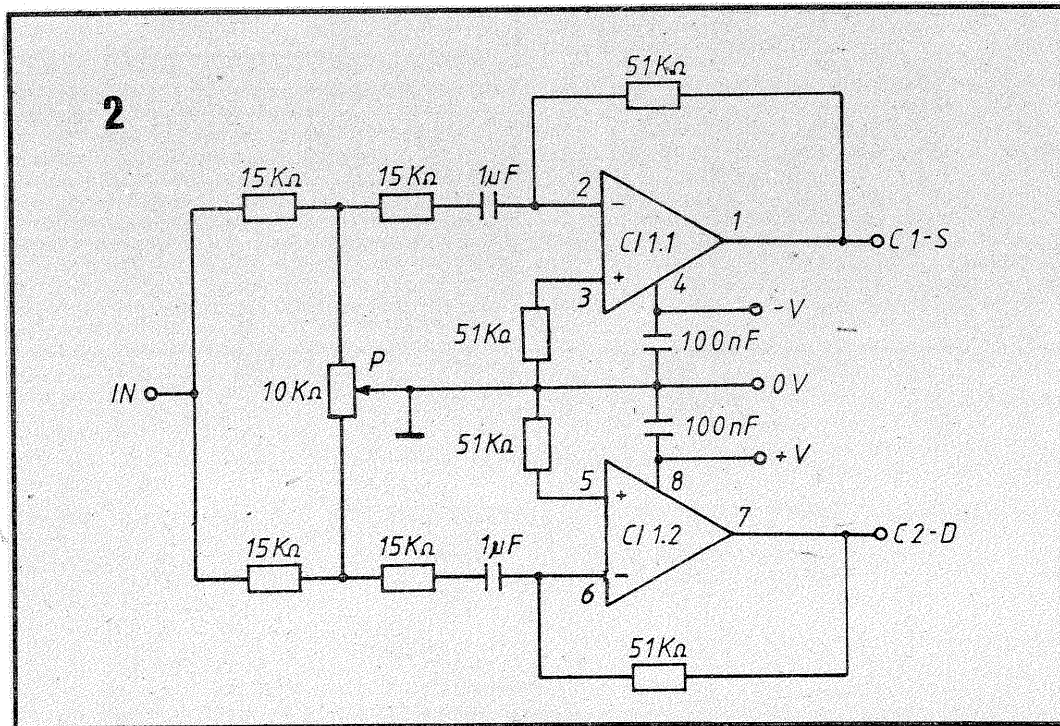 2
51KΩ
15KΩ 15KΩ 1µF
2 − 1
CI 1.1 C1-S
+
3 4
51KΩ −V
100nF
P
IN 10KΩ 0V
51KΩ 100nF
+V
5 + 8
7
CI 1.2 C2-D
15KΩ 15KΩ 1µF
6 −
51KΩ